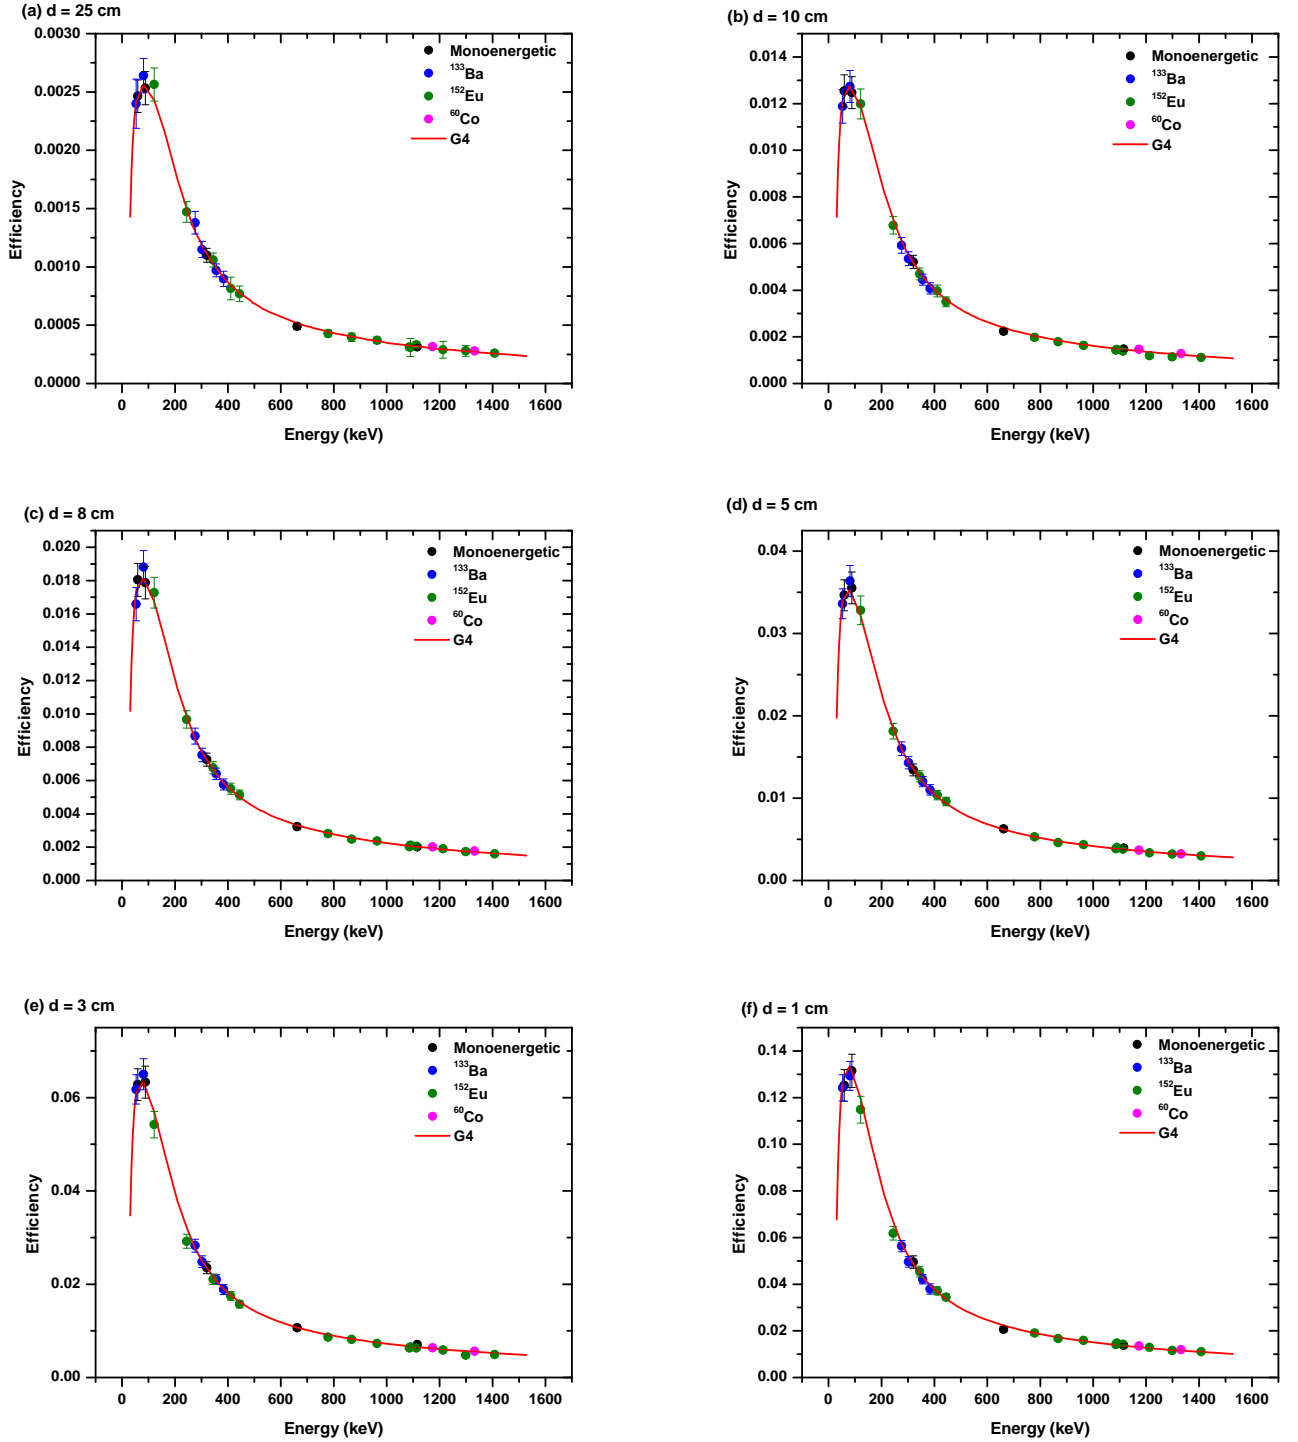 (a) d = 25 cm
0.0030
0.0025
0.0020
0.0015
0.0010
0.0005
0.0000
Efficiency
Monoenergetic
¹³³Ba
¹⁵²Eu
⁶⁰Co
G4
0 200 400 600 800 1000 1200 1400 1600
Energy (keV)
(b) d = 10 cm
0.014
0.012
0.010
0.008
0.006
0.004
0.002
0.000
Efficiency
Monoenergetic
¹³³Ba
¹⁵²Eu
⁶⁰Co
G4
0 200 400 600 800 1000 1200 1400 1600
Energy (keV)
(c) d = 8 cm
0.020
0.018
0.016
0.014
0.012
0.010
0.008
0.006
0.004
0.002
0.000
Efficiency
Monoenergetic
¹³³Ba
¹⁵²Eu
⁶⁰Co
G4
0 200 400 600 800 1000 1200 1400 1600
Energy (keV)
(d) d = 5 cm
0.04
0.03
0.02
0.01
0.00
Efficiency
Monoenergetic
¹³³Ba
¹⁵²Eu
⁶⁰Co
G4
0 200 400 600 800 1000 1200 1400 1600
Energy (keV)
(e) d = 3 cm
0.06
0.04
0.02
0.00
Efficiency
Monoenergetic
¹³³Ba
¹⁵²Eu
⁶⁰Co
G4
0 200 400 600 800 1000 1200 1400 1600
Energy (keV)
(f) d = 1 cm
0.14
0.12
0.10
0.08
0.06
0.04
0.02
0.00
Efficiency
Monoenergetic
¹³³Ba
¹⁵²Eu
⁶⁰Co
G4
0 200 400 600 800 1000 1200 1400 1600
Energy (keV)